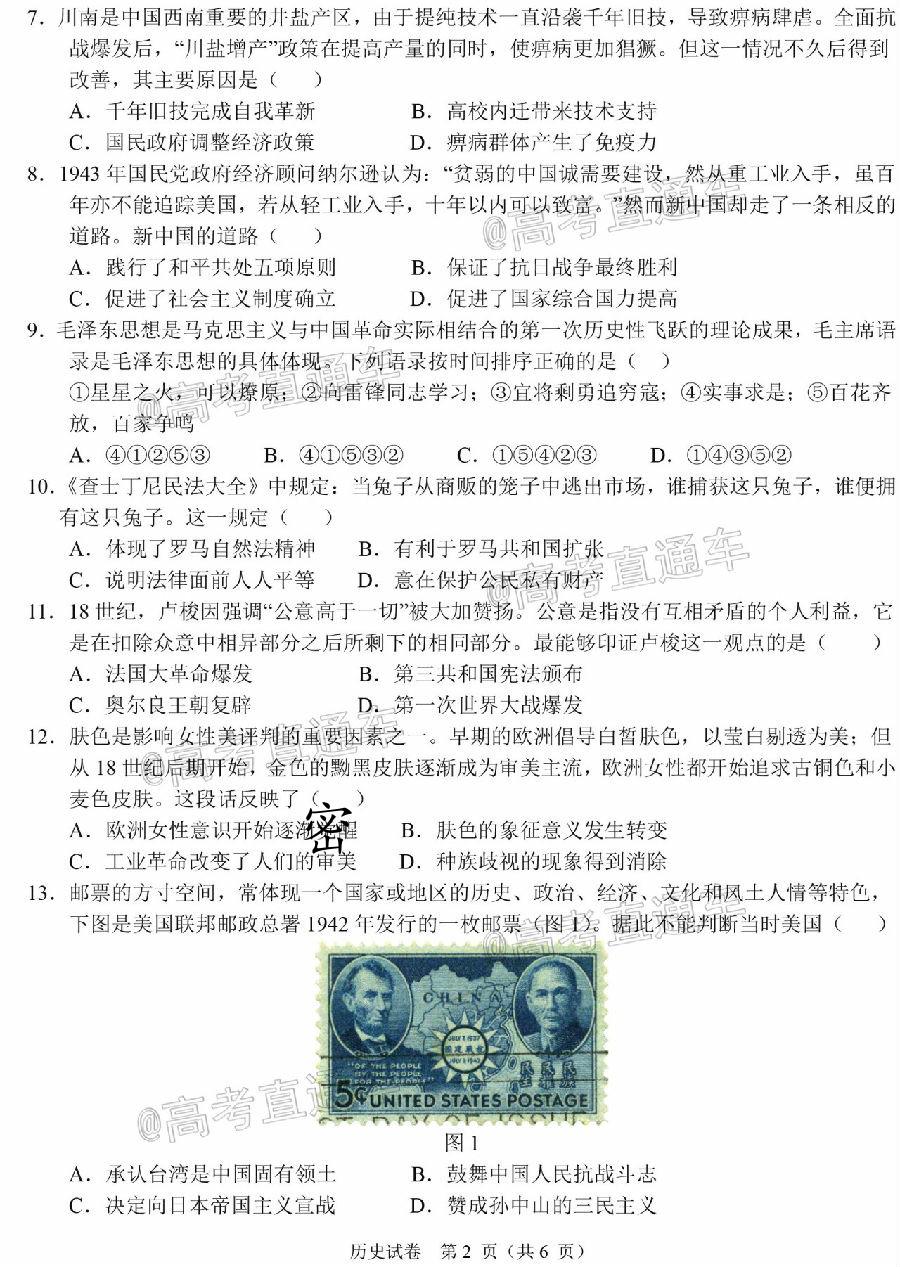 7．川南是中国西南重要的井盐产区，由于提纯技术一直沿袭千年旧技，导致痹病肆虐。全面抗
战爆发后，“川盐增产”政策在提高产量的同时，使痹病更加猖獗。但这一情况不久后得到
改善，其主要原因是（　　）
A．千年旧技完成自我革新　B．高校内迁带来技术支持
C．国民政府调整经济政策　D．痹病群体产生了免疫力
8．1943 年国民党政府经济顾问纳尔逊认为：“贫弱的中国诚需要建设，然从重工业入手，虽百
年亦不能追踪美国，若从轻工业入手，十年以内可以致富。”然而新中国却走了一条相反的
道路。新中国的道路（　　）
@高考直通车
A．践行了和平共处五项原则　B．保证了抗日战争最终胜利
C．促进了社会主义制度确立　D．促进了国家综合国力提高
9．毛泽东思想是马克思主义与中国革命实际相结合的第一次历史性飞跃的理论成果，毛主席语
录是毛泽东思想的具体体现。下列语录按时间排序正确的是（　　）
①星星之火，可以燎原；②向雷锋同志学习；③宜将剩勇追穷寇；④实事求是；⑤百花齐
@高考直通车
放，百家争鸣
A．④①②⑤③　B．④①⑤③②　C．①⑤④②③　D．①④③⑤②
10．《查士丁尼民法大全》中规定：当兔子从商贩的笼子中逃出市场，谁捕获这只兔子，谁便拥
有这只兔子。这一规定（　　）
A．体现了罗马自然法精神　B．有利于罗马共和国扩张
@高考直通车
C．说明法律面前人人平等　D．意在保护公民私有财产
11．18 世纪，卢梭因强调“公意高于一切”被大加赞扬。公意是指没有互相矛盾的个人利益，它
是在扣除众意中相异部分之后所剩下的相同部分。最能够印证卢梭这一观点的是（　　）
A．法国大革命爆发　B．第三共和国宪法颁布
C．奥尔良王朝复辟　D．第一次世界大战爆发
12．肤色是影响女性美评判的重要因素之一。早期的欧洲倡导白皙肤色，以莹白剔透为美；但
@高考直通车
从 18 世纪后期开始，金色的黝黑皮肤逐渐成为审美主流，欧洲女性都开始追求古铜色和小
麦色皮肤。这段话反映了（　　）
A．欧洲女性意识开始逐渐觉醒　B．肤色的象征意义发生转变
密
C．工业革命改变了人们的审美　D．种族歧视的现象得到消除
13．邮票的方寸空间，常体现一个国家或地区的历史、政治、经济、文化和风土人情等特色，
下图是美国联邦邮政总署 1942 年发行的一枚邮票（图 1）。据此不能判断当时美国（　　）
@高考直通车
CHINA
JULY 7, 1937
JULY 7, 1942
"OF THE PEOPLE
BY THE PEOPLE
FOR THE PEOPLE"
5¢ UNITED STATES POSTAGE
@高考直通车
图 1
A．承认台湾是中国固有领土　B．鼓舞中国人民抗战斗志
C．决定向日本帝国主义宣战　D．赞成孙中山的三民主义
历史试卷　第 2 页（共 6 页）